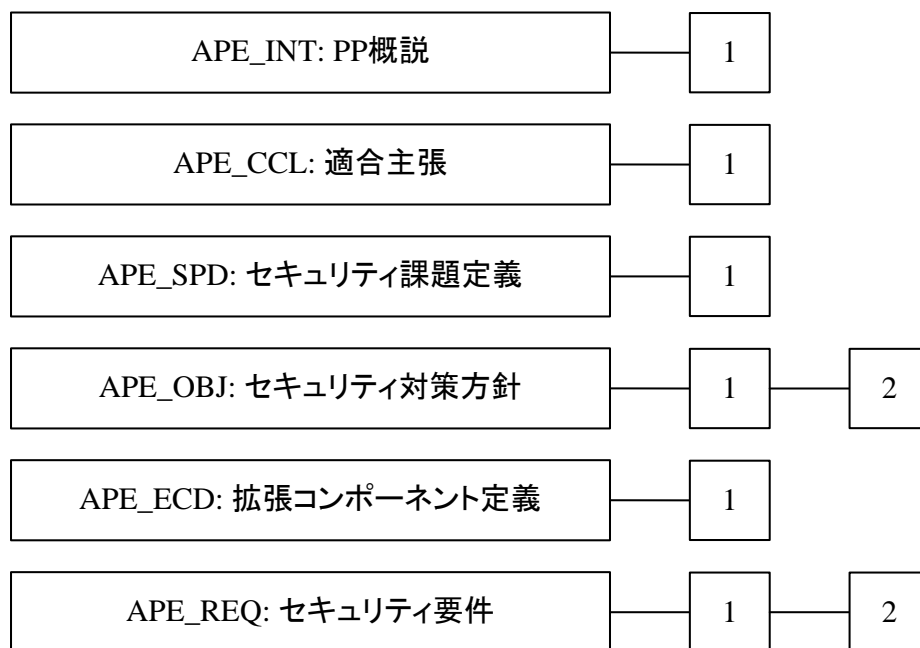 APE_INT: PP概説 1
APE_CCL: 適合主張 1
APE_SPD: セキュリティ課題定義 1
APE_OBJ: セキュリティ対策方針 1 2
APE_ECD: 拡張コンポーネント定義 1
APE_REQ: セキュリティ要件 1 2